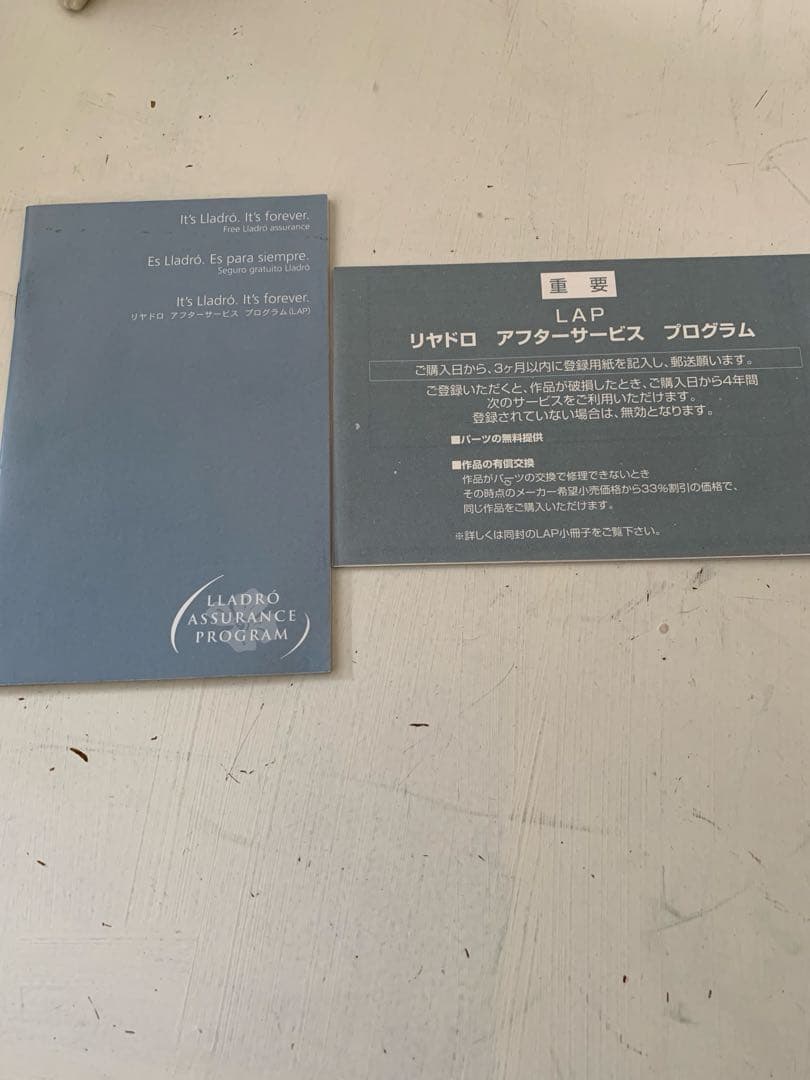 It's Lladró. It's forever.
Free Lladró assurance
Es Lladró. Es para siempre.
Seguro gratuito Lladró
It's Lladró. It's forever.
リヤドロ アフターサービス プログラム(LAP)
LLADRÓ
ASSURANCE
PROGRAM
重 要
LAP
リヤドロ アフターサービス プログラム
ご購入日から、3ヶ月以内に登録用紙を記入し、郵送願います。
ご登録いただくと、作品が破損したとき、ご購入日から4年間
次のサービスをご利用いただけます。
登録されていない場合は、無効となります。
■パーツの無料提供
■作品の有償交換
作品がパーツの交換で修理できないとき
その時点のメーカー希望小売価格から33%割引の価格で、
同じ作品をご購入いただけます。
※詳しくは同封のLAP小冊子をご覧下さい。